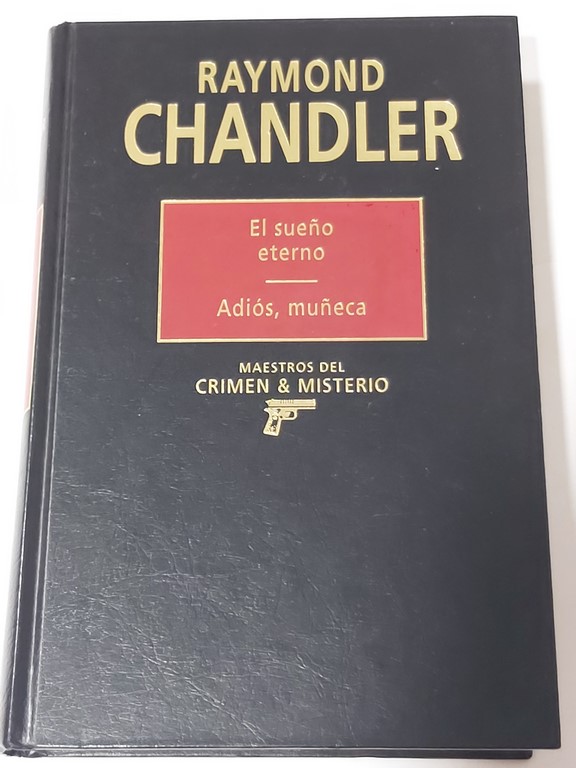 RAYMOND
CHANDLER
El sueño
eterno
Adiós, muñeca
MAESTROS DEL
CRIMEN & MISTERIO